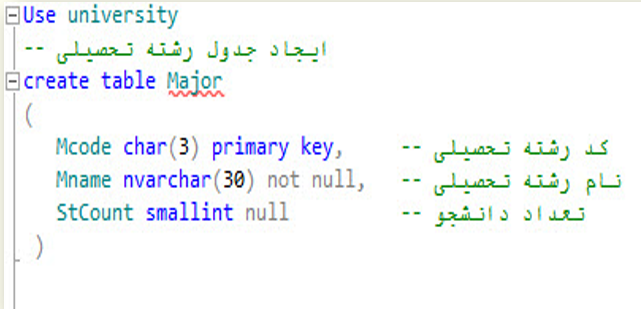 Use university
-- ایجاد جدول رشته تحصیلی
create table Major
(
Mcode char(3) primary key, -- کد رشته تحصیلی
Mname nvarchar(30) not null, -- نام رشته تحصیلی
StCount smallint null -- تعداد دانشجو
)